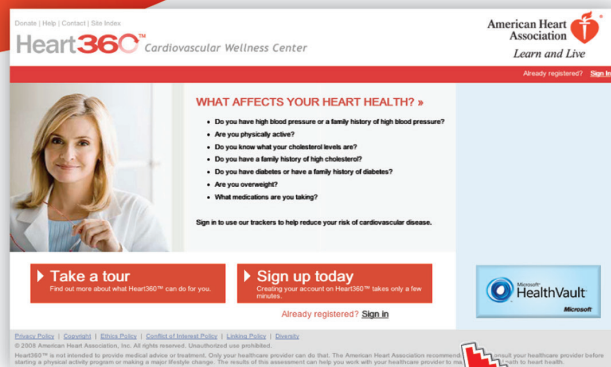 Donate | Help | Contact | Site Index
Heart360™ Cardiovascular Wellness Center
American Heart Association
Learn and Live
Already registered? Sign In
WHAT AFFECTS YOUR HEART HEALTH? »
• Do you have high blood pressure or a family history of high blood pressure?
• Are you physically active?
• Do you know what your cholesterol levels are?
• Do you have a family history of high cholesterol?
• Do you have diabetes or have a family history of diabetes?
• Are you overweight?
• What medications are you taking?
Sign in to use our trackers to help reduce your risk of cardiovascular disease.
Take a tour
Find out more about what Heart360™ can do for you.
Sign up today
Creating your account on Heart360™ takes only a few
minutes.
Already registered? Sign in
Microsoft®
HealthVault™
Microsoft
Privacy Policy | Copyright | Ethics Policy | Conflict of Interest Policy | Linking Policy | Diversity
© 2008 American Heart Association, Inc. All rights reserved. Unauthorized use prohibited.
Heart360™ is not intended to provide medical advice or treatment. Only your healthcare provider can do that. The American Heart Association recommend your healthcare provider before
starting a physical activity program or making a major lifestyle change. The results of this assessment can help you work with your healthcare provider to to heart health.